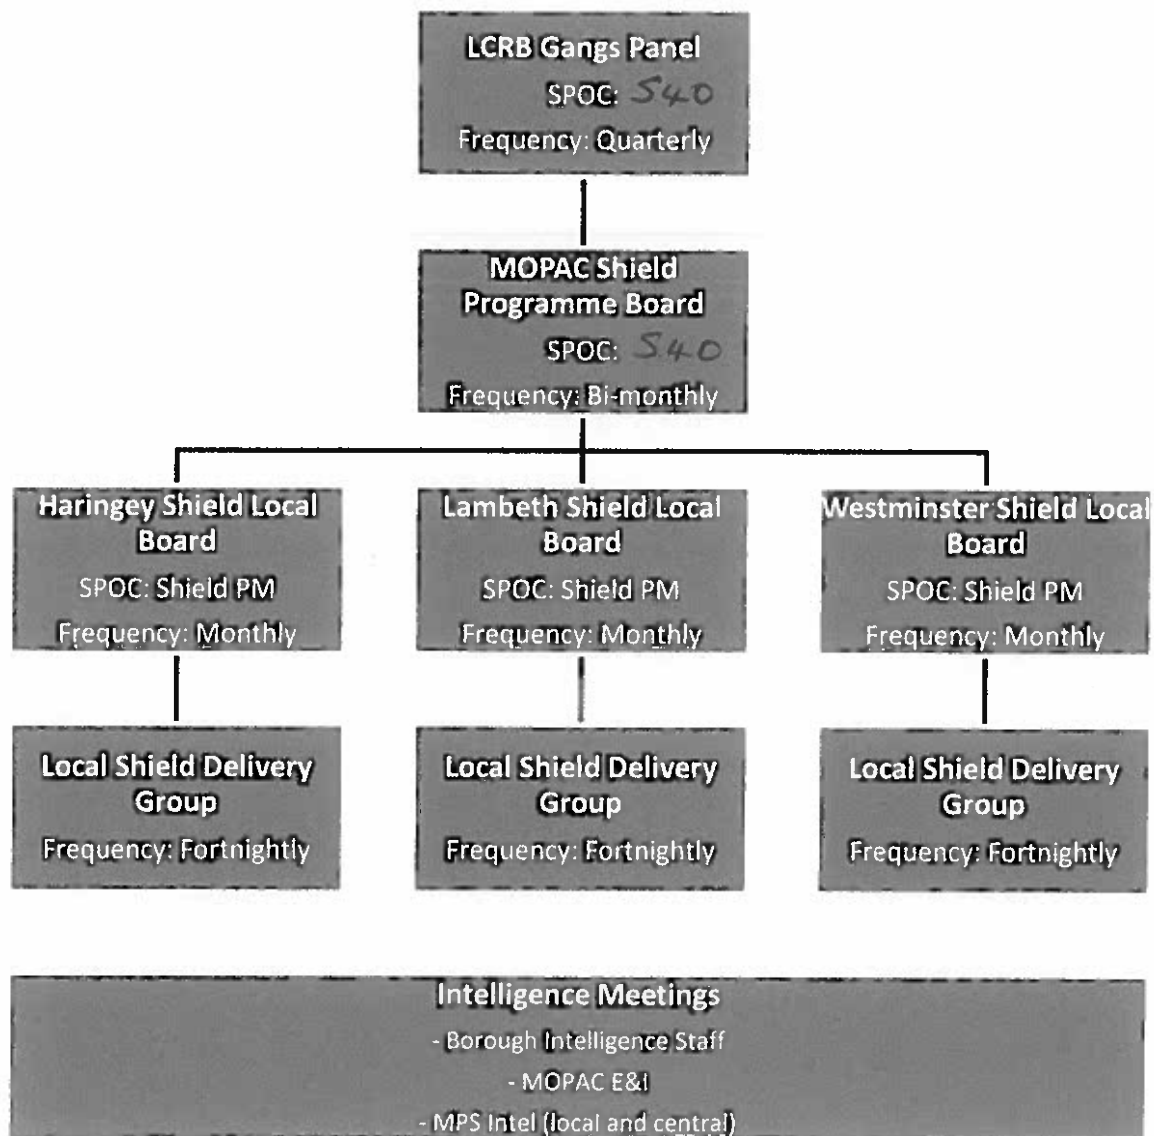 LCRB Gangs Panel
SPOC: S40
Frequency: Quarterly
MOPAC Shield
Programme Board
SPOC: S40
Frequency: Bi-monthly
Haringey Shield Local
Board
SPOC: Shield PM
Frequency: Monthly
Lambeth Shield Local
Board
SPOC: Shield PM
Frequency: Monthly
Westminster Shield Local
Board
SPOC: Shield PM
Frequency: Monthly
Local Shield Delivery
Group
Frequency: Fortnightly
Local Shield Delivery
Group
Frequency: Fortnightly
Local Shield Delivery
Group
Frequency: Fortnightly
Intelligence Meetings
- Borough Intelligence Staff
- MOPAC E&I
- MPS Intel (local and central)